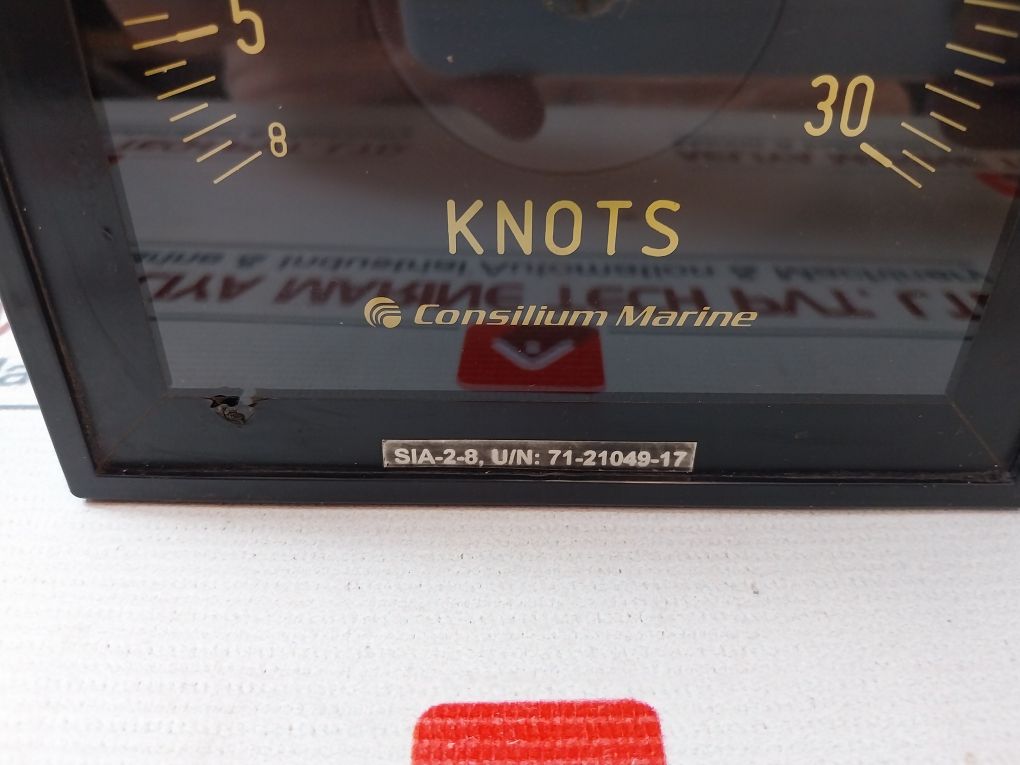 5
8
30
KNOTS
Consilium Marine
SIA-2-8, U/N: 71-21049-17